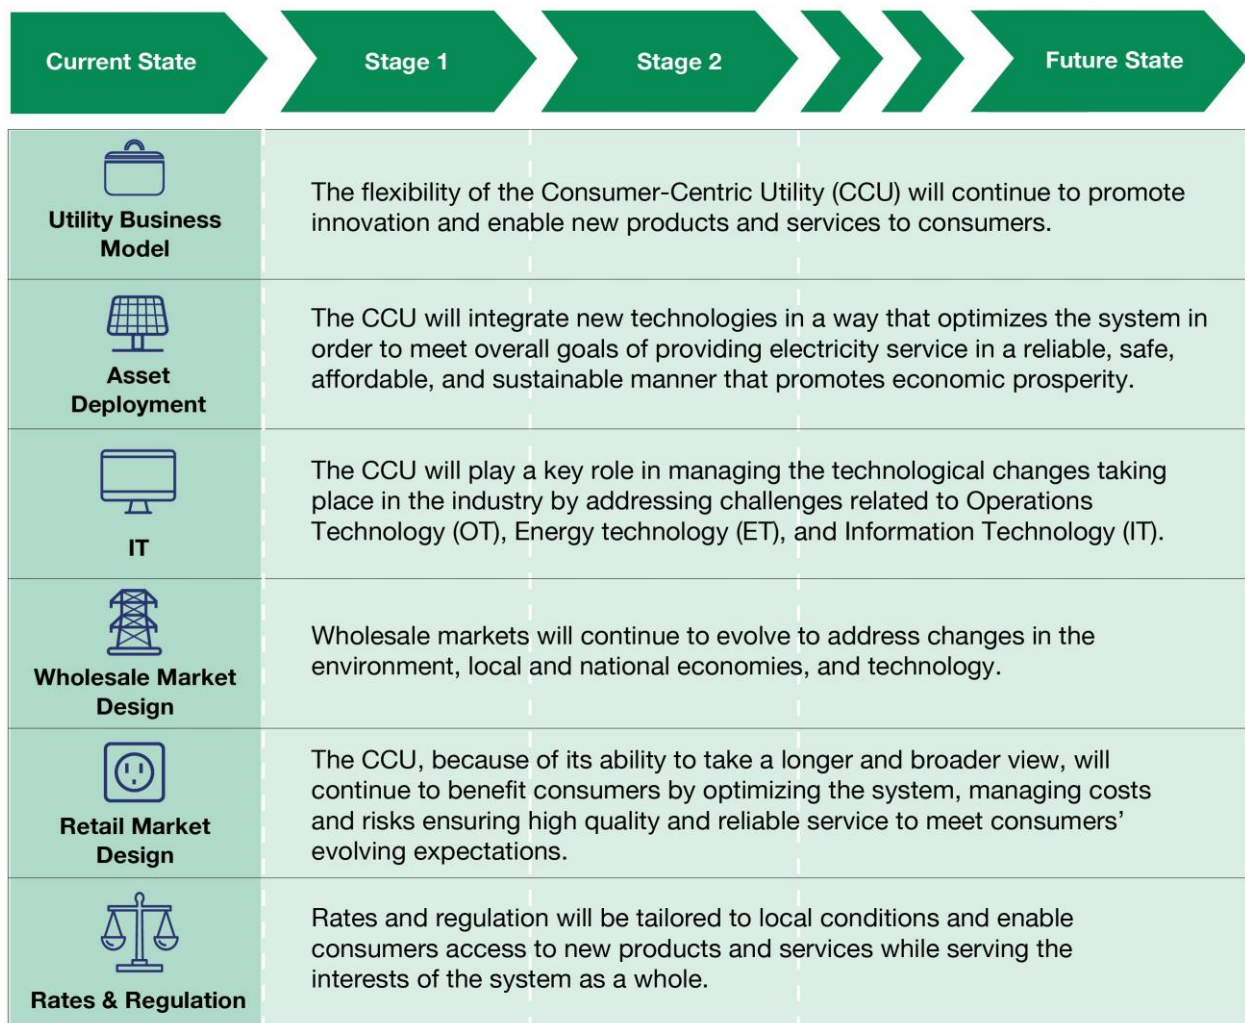 Current State
Stage 1
Stage 2
Future State
Utility Business
Model
The flexibility of the Consumer-Centric Utility (CCU) will continue to promote
innovation and enable new products and services to consumers.
Asset
Deployment
The CCU will integrate new technologies in a way that optimizes the system in
order to meet overall goals of providing electricity service in a reliable, safe,
affordable, and sustainable manner that promotes economic prosperity.
IT
The CCU will play a key role in managing the technological changes taking
place in the industry by addressing challenges related to Operations
Technology (OT), Energy technology (ET), and Information Technology (IT).
Wholesale Market
Design
Wholesale markets will continue to evolve to address changes in the
environment, local and national economies, and technology.
Retail Market
Design
The CCU, because of its ability to take a longer and broader view, will
continue to benefit consumers by optimizing the system, managing costs
and risks ensuring high quality and reliable service to meet consumers’
evolving expectations.
Rates & Regulation
Rates and regulation will be tailored to local conditions and enable
consumers access to new products and services while serving the
interests of the system as a whole.